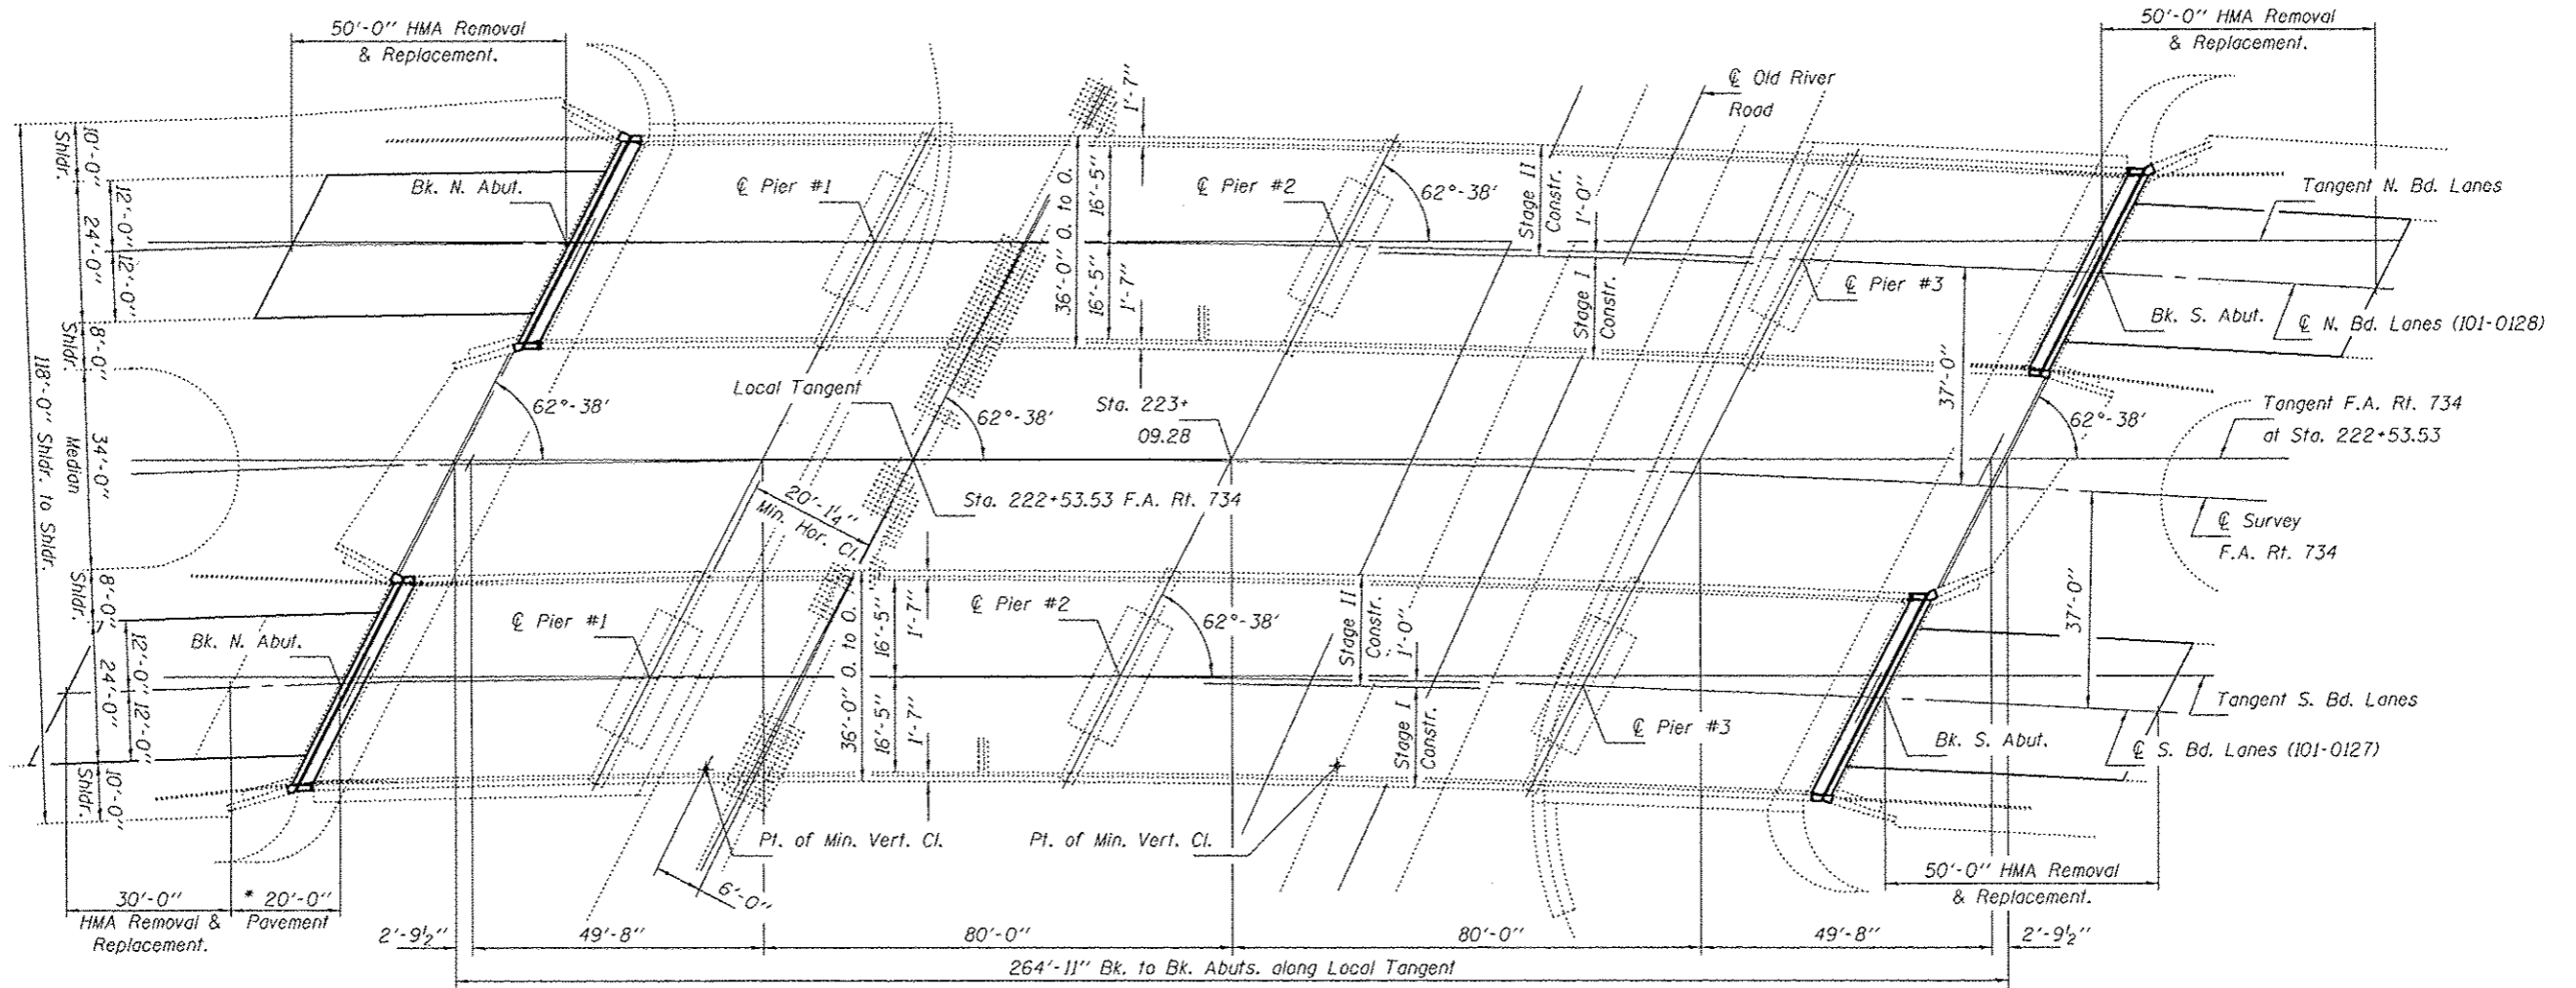 50'-0" HMA Removal
& Replacement.
50'-0" HMA Removal
& Replacement.
℄ Old River
Road
1'-7"
10'-0"
Shldr.
12'-0"
12'-0"
24'-0"
8'-0"
Shldr.
34'-0"
Median
8'-0"
Shldr.
12'-0"
12'-0"
24'-0"
10'-0"
Shldr.
118'-0" Shldr. to Shldr.
Bk. N. Abut.
℄ Pier #1
36'-0" O. to O.
16'-5"
16'-5"
1'-7"
℄ Pier #2
62°-38'
Stage II
Constr.
1'-0"
Stage I
Constr.
Tangent N. Bd. Lanes
℄ Pier #3
Bk. S. Abut.
℄ N. Bd. Lanes (101-0128)
37'-0"
Local Tangent
62°-38'
62°-38'
Sta. 223+
09.28
62°-38'
Tangent F.A. Rt. 734
at Sta. 222+53.53
20'-1¼"
Min. Hor. Cl.
Sta. 222+53.53 F.A. Rt. 734
℄ Survey
F.A. Rt. 734
37'-0"
Bk. N. Abut.
℄ Pier #1
36'-0" O. to O.
16'-5"
16'-5"
1'-7"
1'-7"
℄ Pier #2
62°-38'
Stage II
Constr.
1'-0"
Stage I
Constr.
℄ Pier #3
Bk. S. Abut.
Tangent S. Bd. Lanes
℄ S. Bd. Lanes (101-0127)
Pt. of Min. Vert. Cl.
Pt. of Min. Vert. Cl.
6'-0"
30'-0"
HMA Removal &
Replacement.
* 20'-0"
Pavement
50'-0" HMA Removal
& Replacement.
2'-9½"
49'-8"
80'-0"
80'-0"
49'-8"
2'-9½"
264'-11" Bk. to Bk. Abuts. along Local Tangent